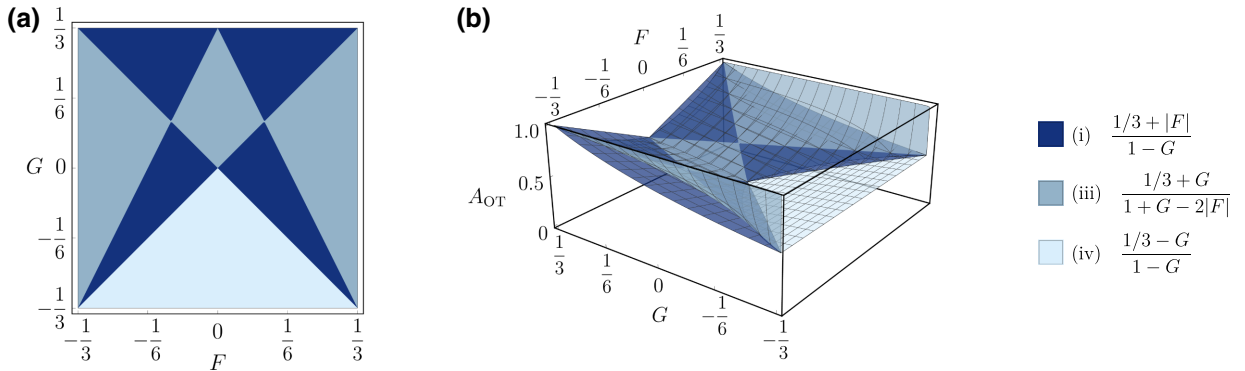 (a)
1/3
1/6
G 0
−1/6
−1/3
−1/3 −1/6 0 1/6 1/3
F
(b)
F
−1/3 −1/6 0 1/6 1/3
1.0
0.5
A_OT
0
1/3 1/6 0 −1/6 −1/3
G
(i) (1/3 + |F|)/(1 − G)
(iii) (1/3 + G)/(1 + G − 2|F|)
(iv) (1/3 − G)/(1 − G)